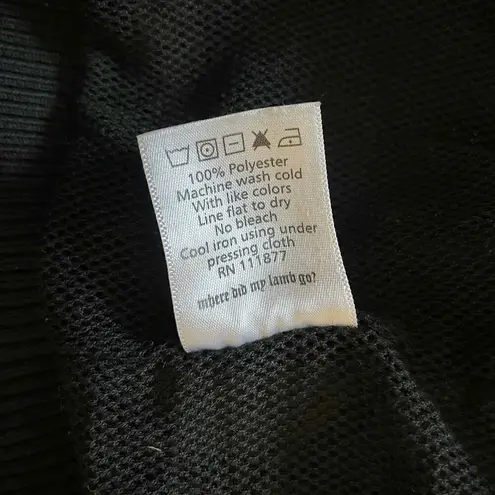 100% Polyester
Machine wash cold
With like colors
Line flat to dry
No bleach
Cool iron using under
pressing cloth
RN 111877
where did my lamb go?